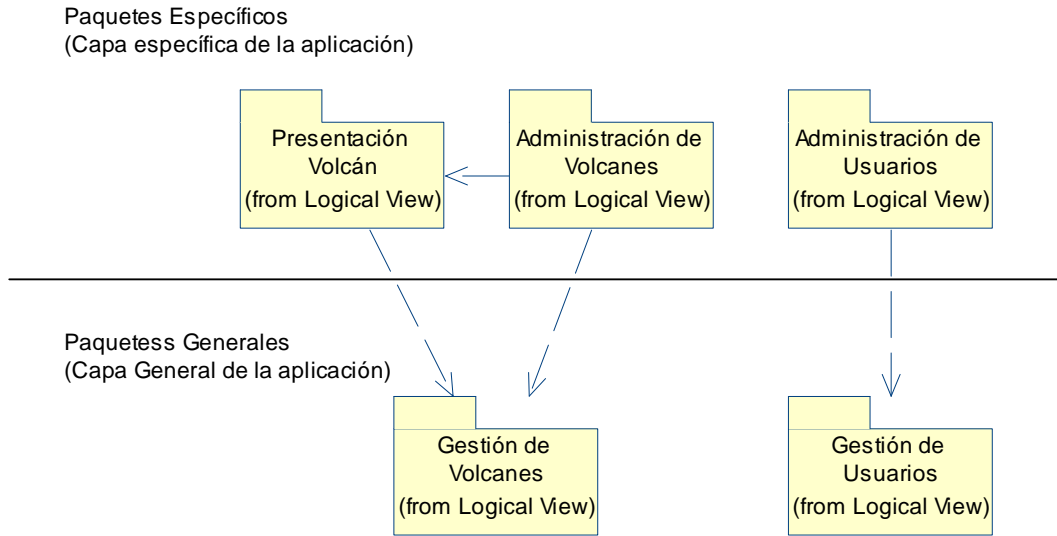 Paquetes Específicos
(Capa específica de la aplicación)
Presentación
Volcán
(from Logical View)
Administración de
Volcanes
(from Logical View)
Administración de
Usuarios
(from Logical View)
Paquetess Generales
(Capa General de la aplicación)
Gestión de
Volcanes
(from Logical View)
Gestión de
Usuarios
(from Logical View)